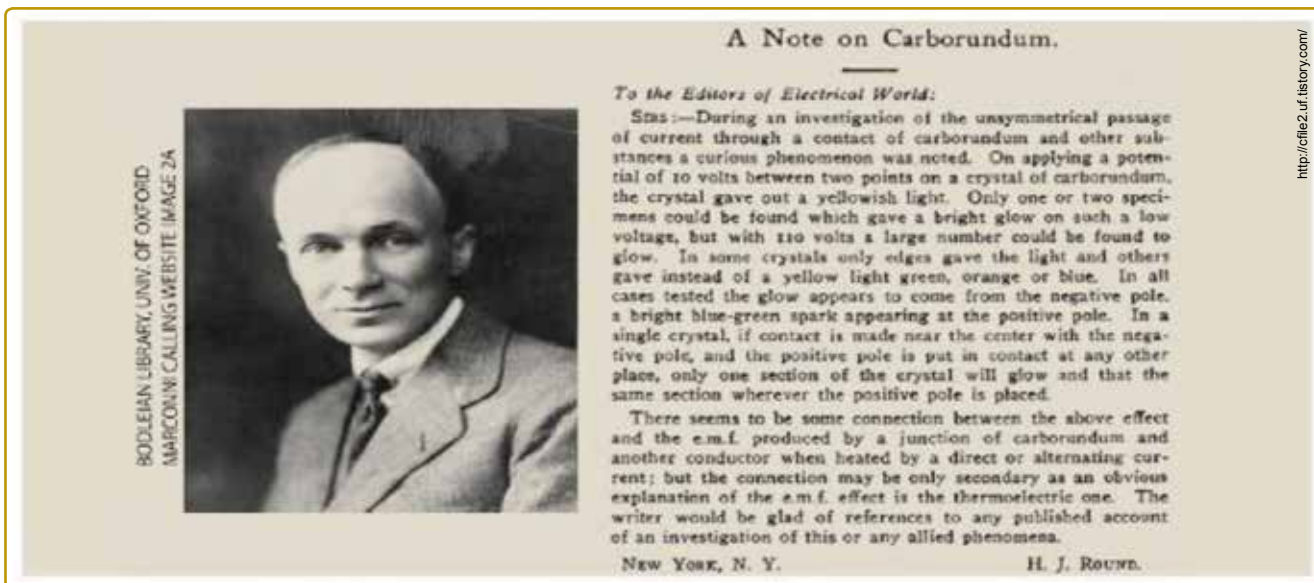 A Note on Carborundum.
To the Editors of Electrical World:
SIRS:—During an investigation of the unsymmetrical passage
of current through a contact of carborundum and other sub-
stances a curious phenomenon was noted. On applying a poten-
tial of 10 volts between two points on a crystal of carborundum,
the crystal gave out a yellowish light. Only one or two speci-
mens could be found which gave a bright glow on such a low
voltage, but with 110 volts a large number could be found to
glow. In some crystals only edges gave the light and others
gave instead of a yellow light green, orange or blue. In all
cases tested the glow appears to come from the negative pole,
a bright blue-green spark appearing at the positive pole. In a
single crystal, if contact is made near the center with the nega-
tive pole, and the positive pole is put in contact at any other
place, only one section of the crystal will glow and that the
same section wherever the positive pole is placed.
There seems to be some connection between the above effect
and the e.m.f. produced by a junction of carborundum and
another conductor when heated by a direct or alternating cur-
rent; but the connection may be only secondary as an obvious
explanation of the e.m.f. effect is the thermoelectric one. The
writer would be glad of references to any published account
of an investigation of this or any allied phenomena.
NEW YORK, N. Y. H. J. ROUND.
BODLEIAN LIBRARY, UNIV. OF OXFORD
MARCONI CALLING WEBSITE IMAGE 2A
http://cfile2.uf.tistory.com/